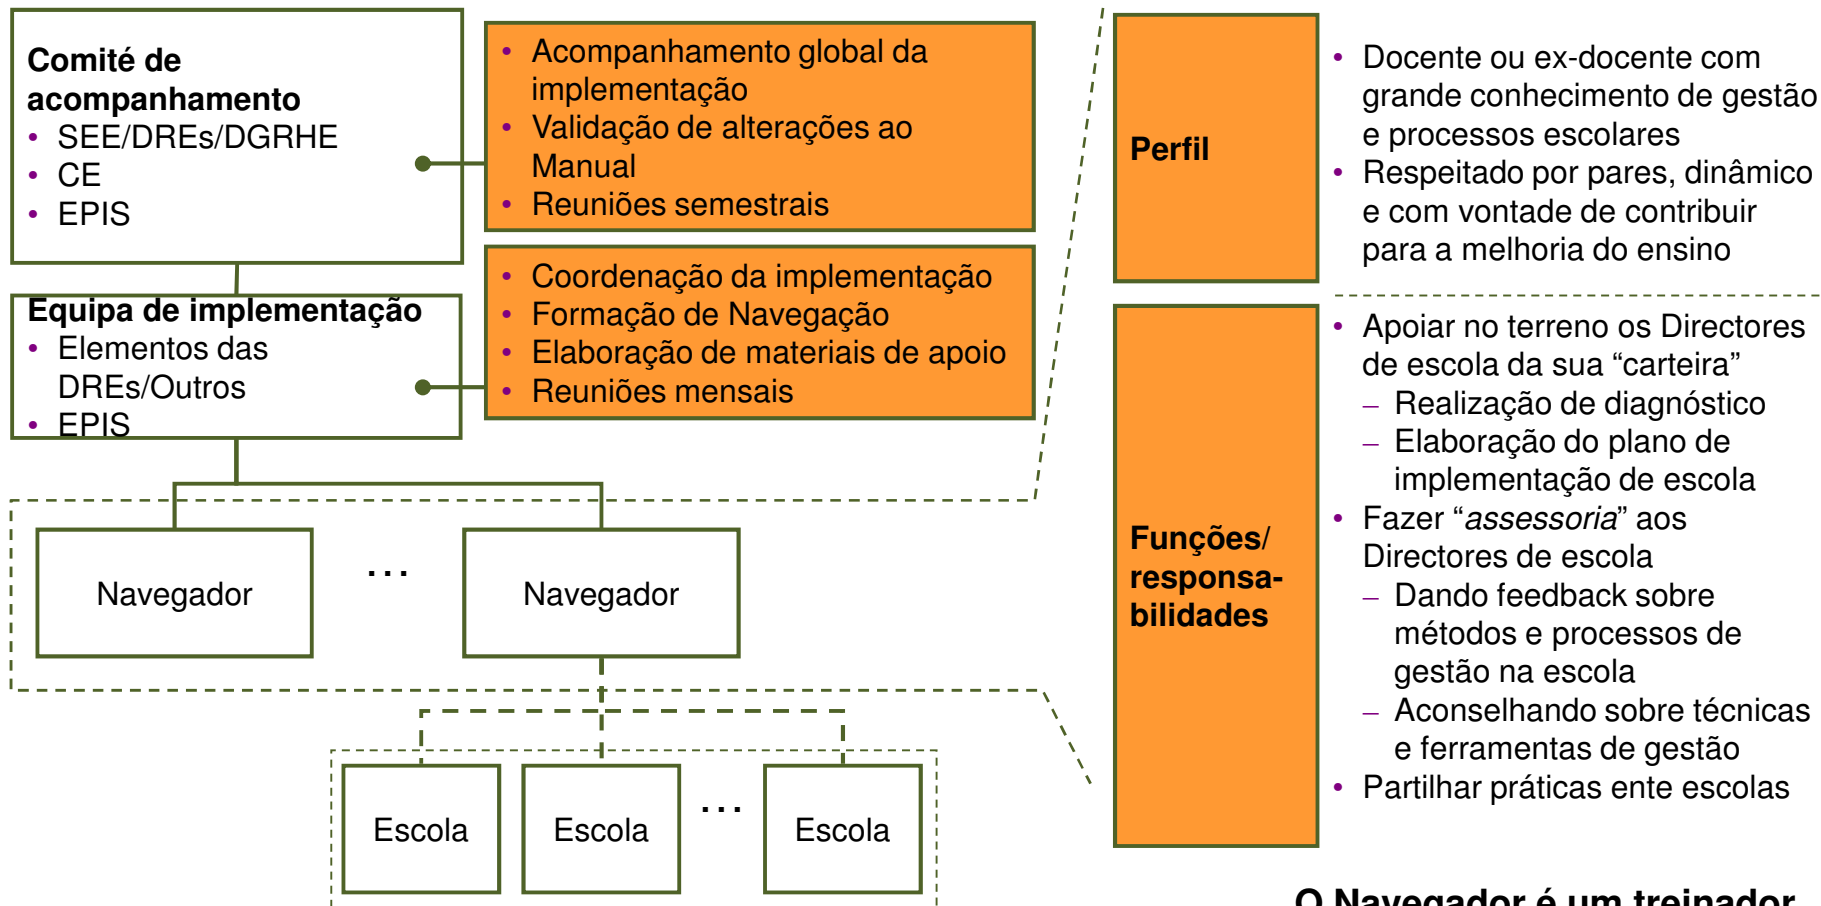 Comité de
acompanhamento
• SEE/DREs/DGRHE
• CE
• EPIS
• Acompanhamento global da
implementação
• Validação de alterações ao
Manual
• Reuniões semestrais
Equipa de implementação
• Elementos das
DREs/Outros
• EPIS
• Coordenação da implementação
• Formação de Navegação
• Elaboração de materiais de apoio
• Reuniões mensais
Navegador
...
Navegador
Escola
Escola
...
Escola
Perfil
• Docente ou ex-docente com
grande conhecimento de gestão
e processos escolares
• Respeitado por pares, dinâmico
e com vontade de contribuir
para a melhoria do ensino
Funções/
responsa-
bilidades
• Apoiar no terreno os Directores
de escola da sua “carteira”
– Realização de diagnóstico
– Elaboração do plano de
implementação de escola
• Fazer “assessoria” aos
Directores de escola
– Dando feedback sobre
métodos e processos de
gestão na escola
– Aconselhando sobre técnicas
e ferramentas de gestão
• Partilhar práticas ente escolas
O Navegador é um treinador